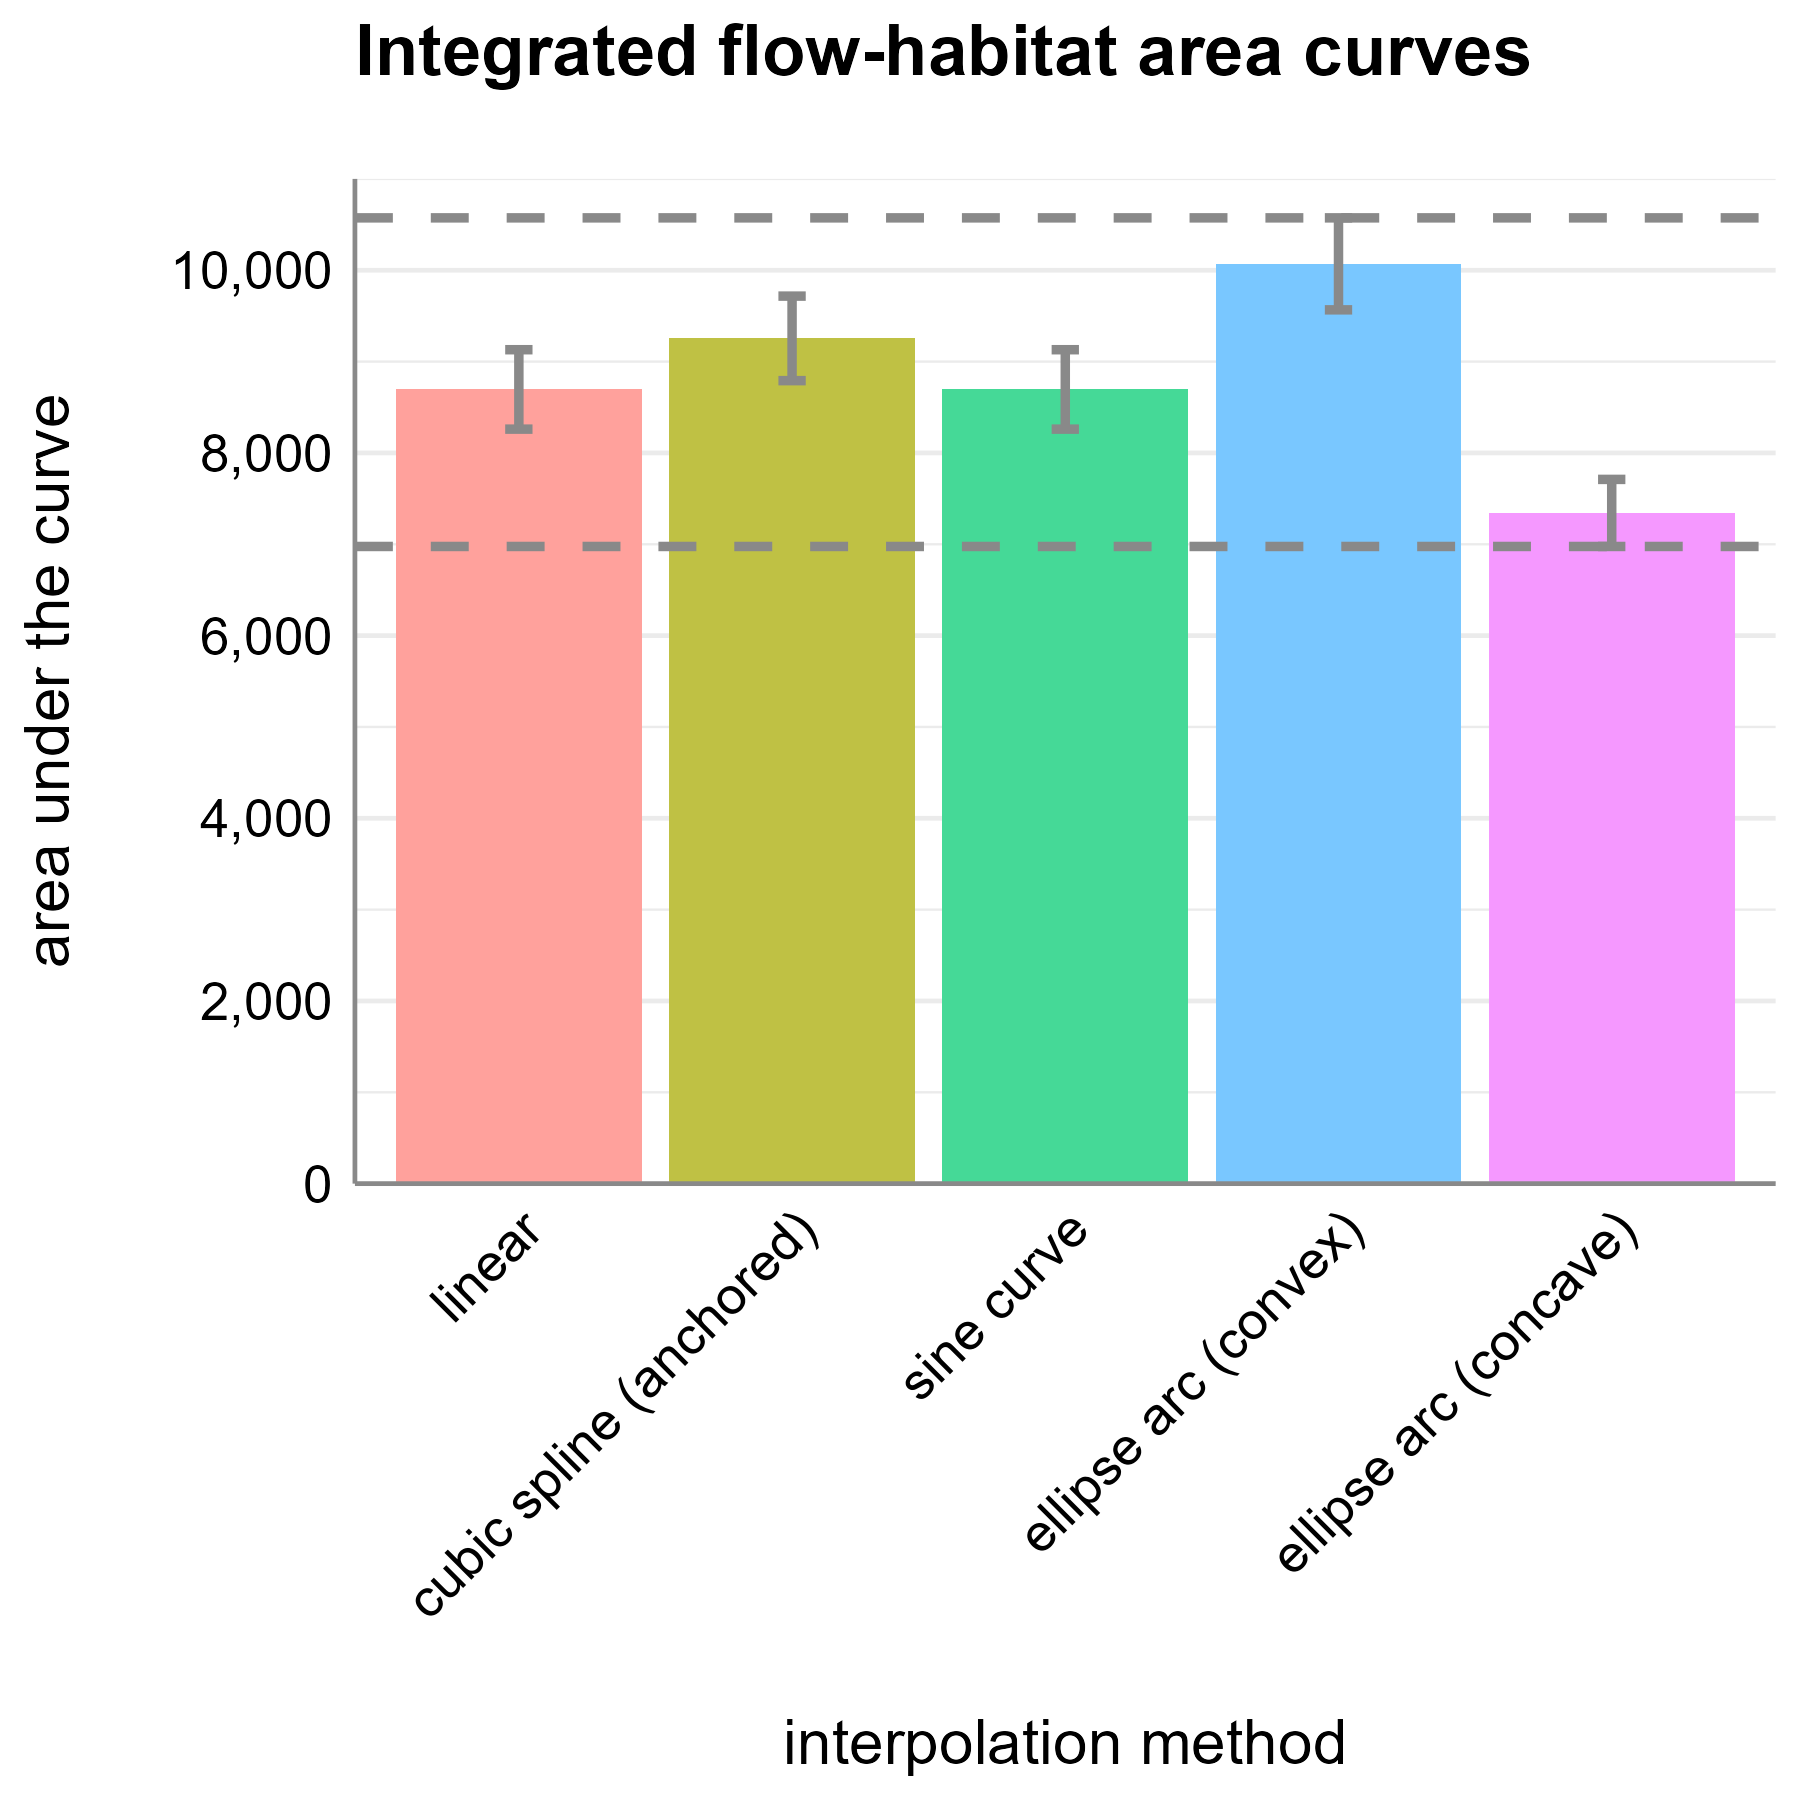 Integrated flow-habitat area curves
area under the curve
10,000
8,000
6,000
4,000
2,000
0
linear
cubic spline (anchored)
sine curve
ellipse arc (convex)
ellipse arc (concave)
interpolation method